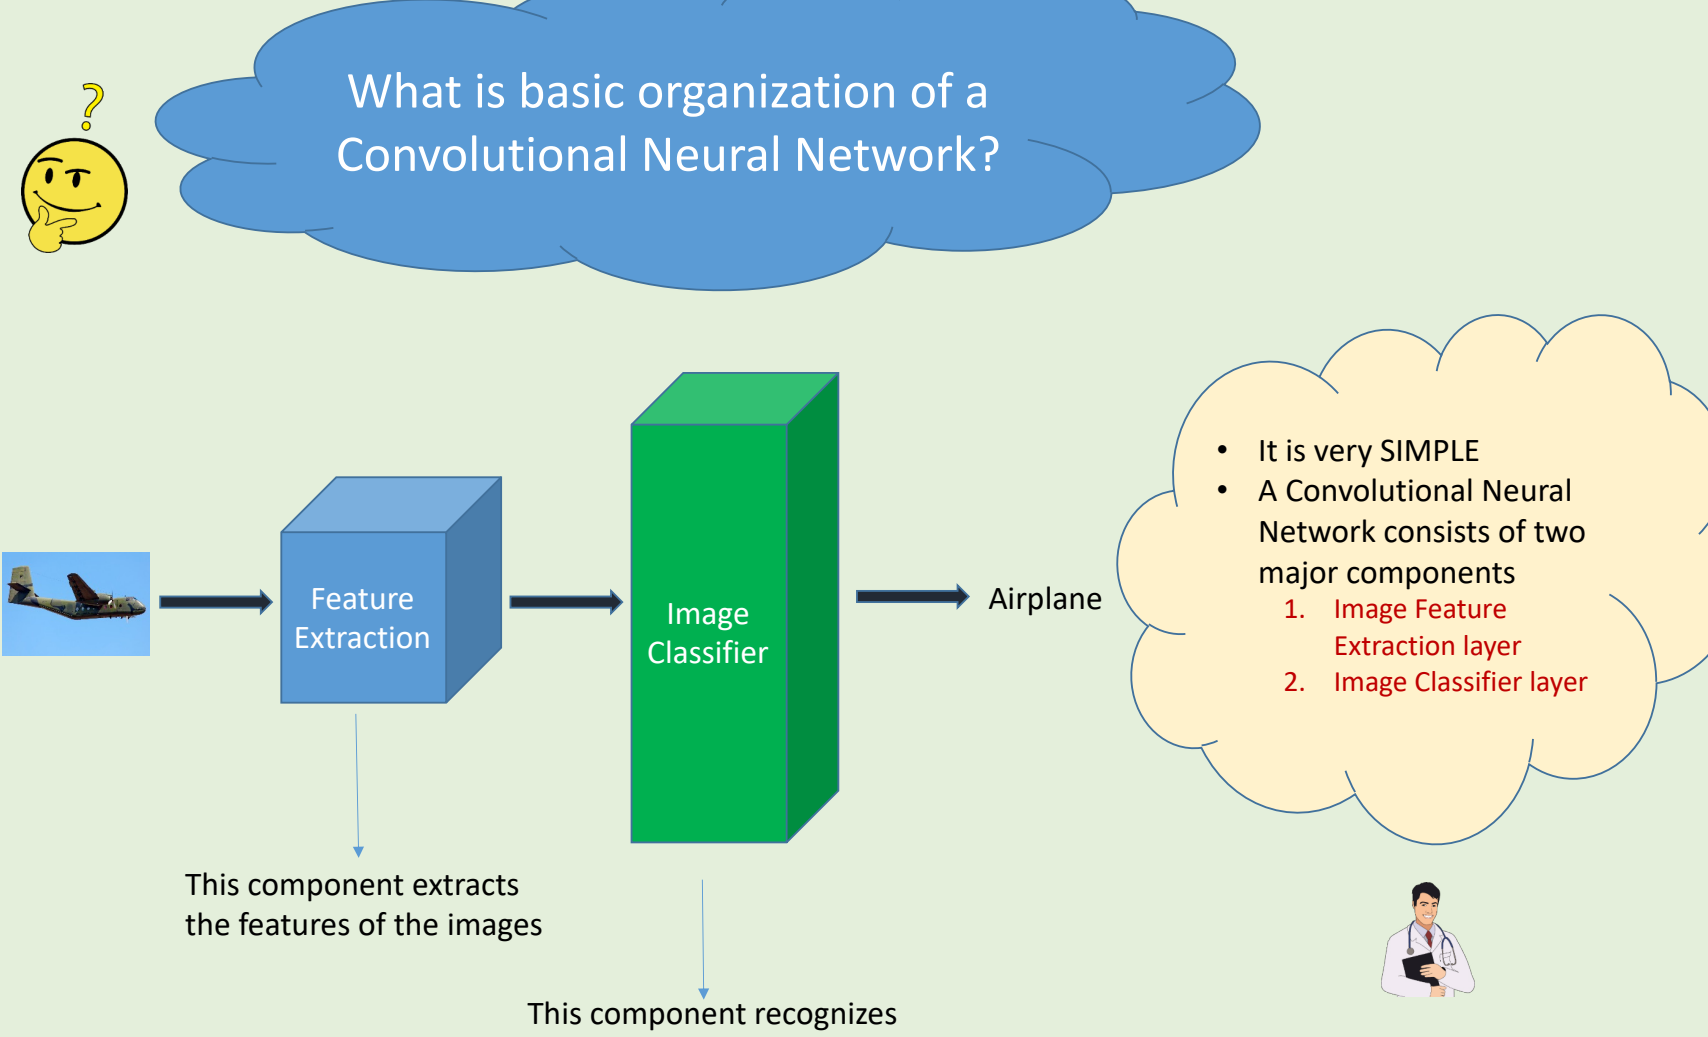 ?
What is basic organization of a
Convolutional Neural Network?
Feature
Extraction
Image
Classifier
Airplane
This component extracts
the features of the images
This component recognizes
• It is very SIMPLE
• A Convolutional Neural
Network consists of two
major components
1. Image Feature
Extraction layer
2. Image Classifier layer